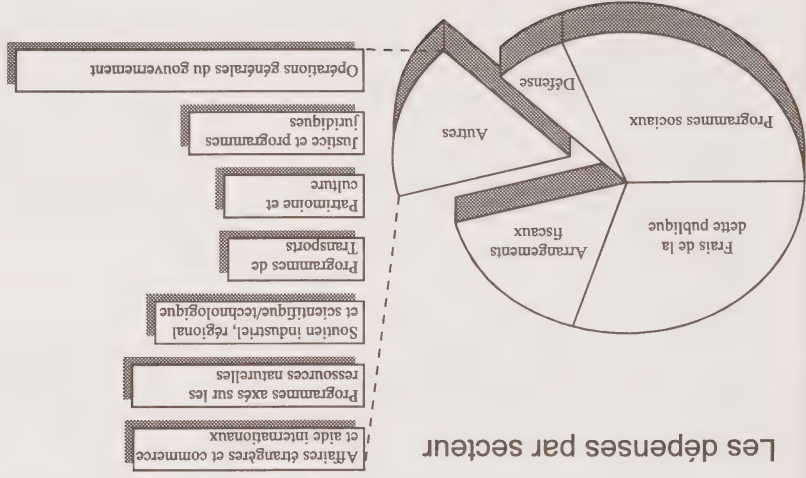 Les dépenses par secteur
Frais de la
dette publique
Arrangements
fiscaux
Programmes sociaux
Défense
Autres
Affaires étrangères et commerce
et aide internationaux
Programmes axés sur les
ressources naturelles
Soutien industriel, régional
et scientifique/technologique
Programmes de
Transports
Patrimoine et
culture
Justice et programmes
juridiques
Opérations générales du gouvernement